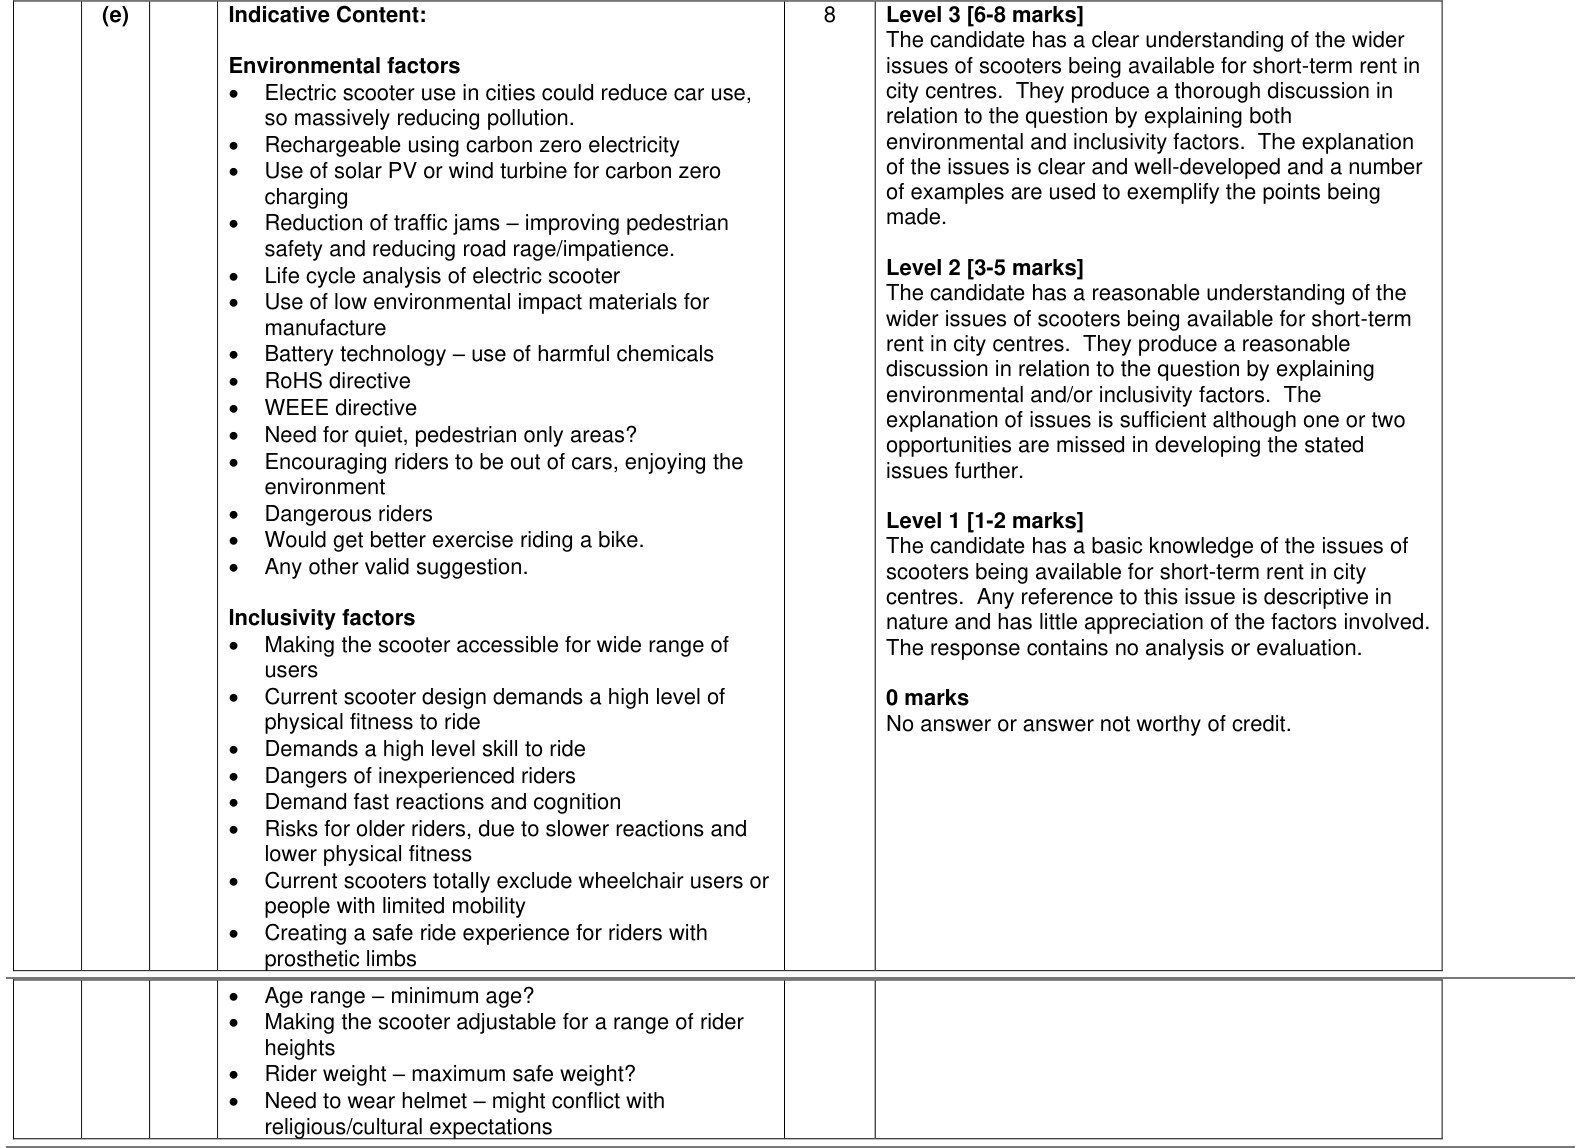 (e)
Indicative Content:
Environmental factors
• Electric scooter use in cities could reduce car use,
so massively reducing pollution.
• Rechargeable using carbon zero electricity
• Use of solar PV or wind turbine for carbon zero
charging
• Reduction of traffic jams – improving pedestrian
safety and reducing road rage/impatience.
• Life cycle analysis of electric scooter
• Use of low environmental impact materials for
manufacture
• Battery technology – use of harmful chemicals
• RoHS directive
• WEEE directive
• Need for quiet, pedestrian only areas?
• Encouraging riders to be out of cars, enjoying the
environment
• Dangerous riders
• Would get better exercise riding a bike.
• Any other valid suggestion.
Inclusivity factors
• Making the scooter accessible for wide range of
users
• Current scooter design demands a high level of
physical fitness to ride
• Demands a high level skill to ride
• Dangers of inexperienced riders
• Demand fast reactions and cognition
• Risks for older riders, due to slower reactions and
lower physical fitness
• Current scooters totally exclude wheelchair users or
people with limited mobility
• Creating a safe ride experience for riders with
prosthetic limbs
• Age range – minimum age?
• Making the scooter adjustable for a range of rider
heights
• Rider weight – maximum safe weight?
• Need to wear helmet – might conflict with
religious/cultural expectations
8
Level 3 [6-8 marks]
The candidate has a clear understanding of the wider
issues of scooters being available for short-term rent in
city centres. They produce a thorough discussion in
relation to the question by explaining both
environmental and inclusivity factors. The explanation
of the issues is clear and well-developed and a number
of examples are used to exemplify the points being
made.
Level 2 [3-5 marks]
The candidate has a reasonable understanding of the
wider issues of scooters being available for short-term
rent in city centres. They produce a reasonable
discussion in relation to the question by explaining
environmental and/or inclusivity factors. The
explanation of issues is sufficient although one or two
opportunities are missed in developing the stated
issues further.
Level 1 [1-2 marks]
The candidate has a basic knowledge of the issues of
scooters being available for short-term rent in city
centres. Any reference to this issue is descriptive in
nature and has little appreciation of the factors involved.
The response contains no analysis or evaluation.
0 marks
No answer or answer not worthy of credit.